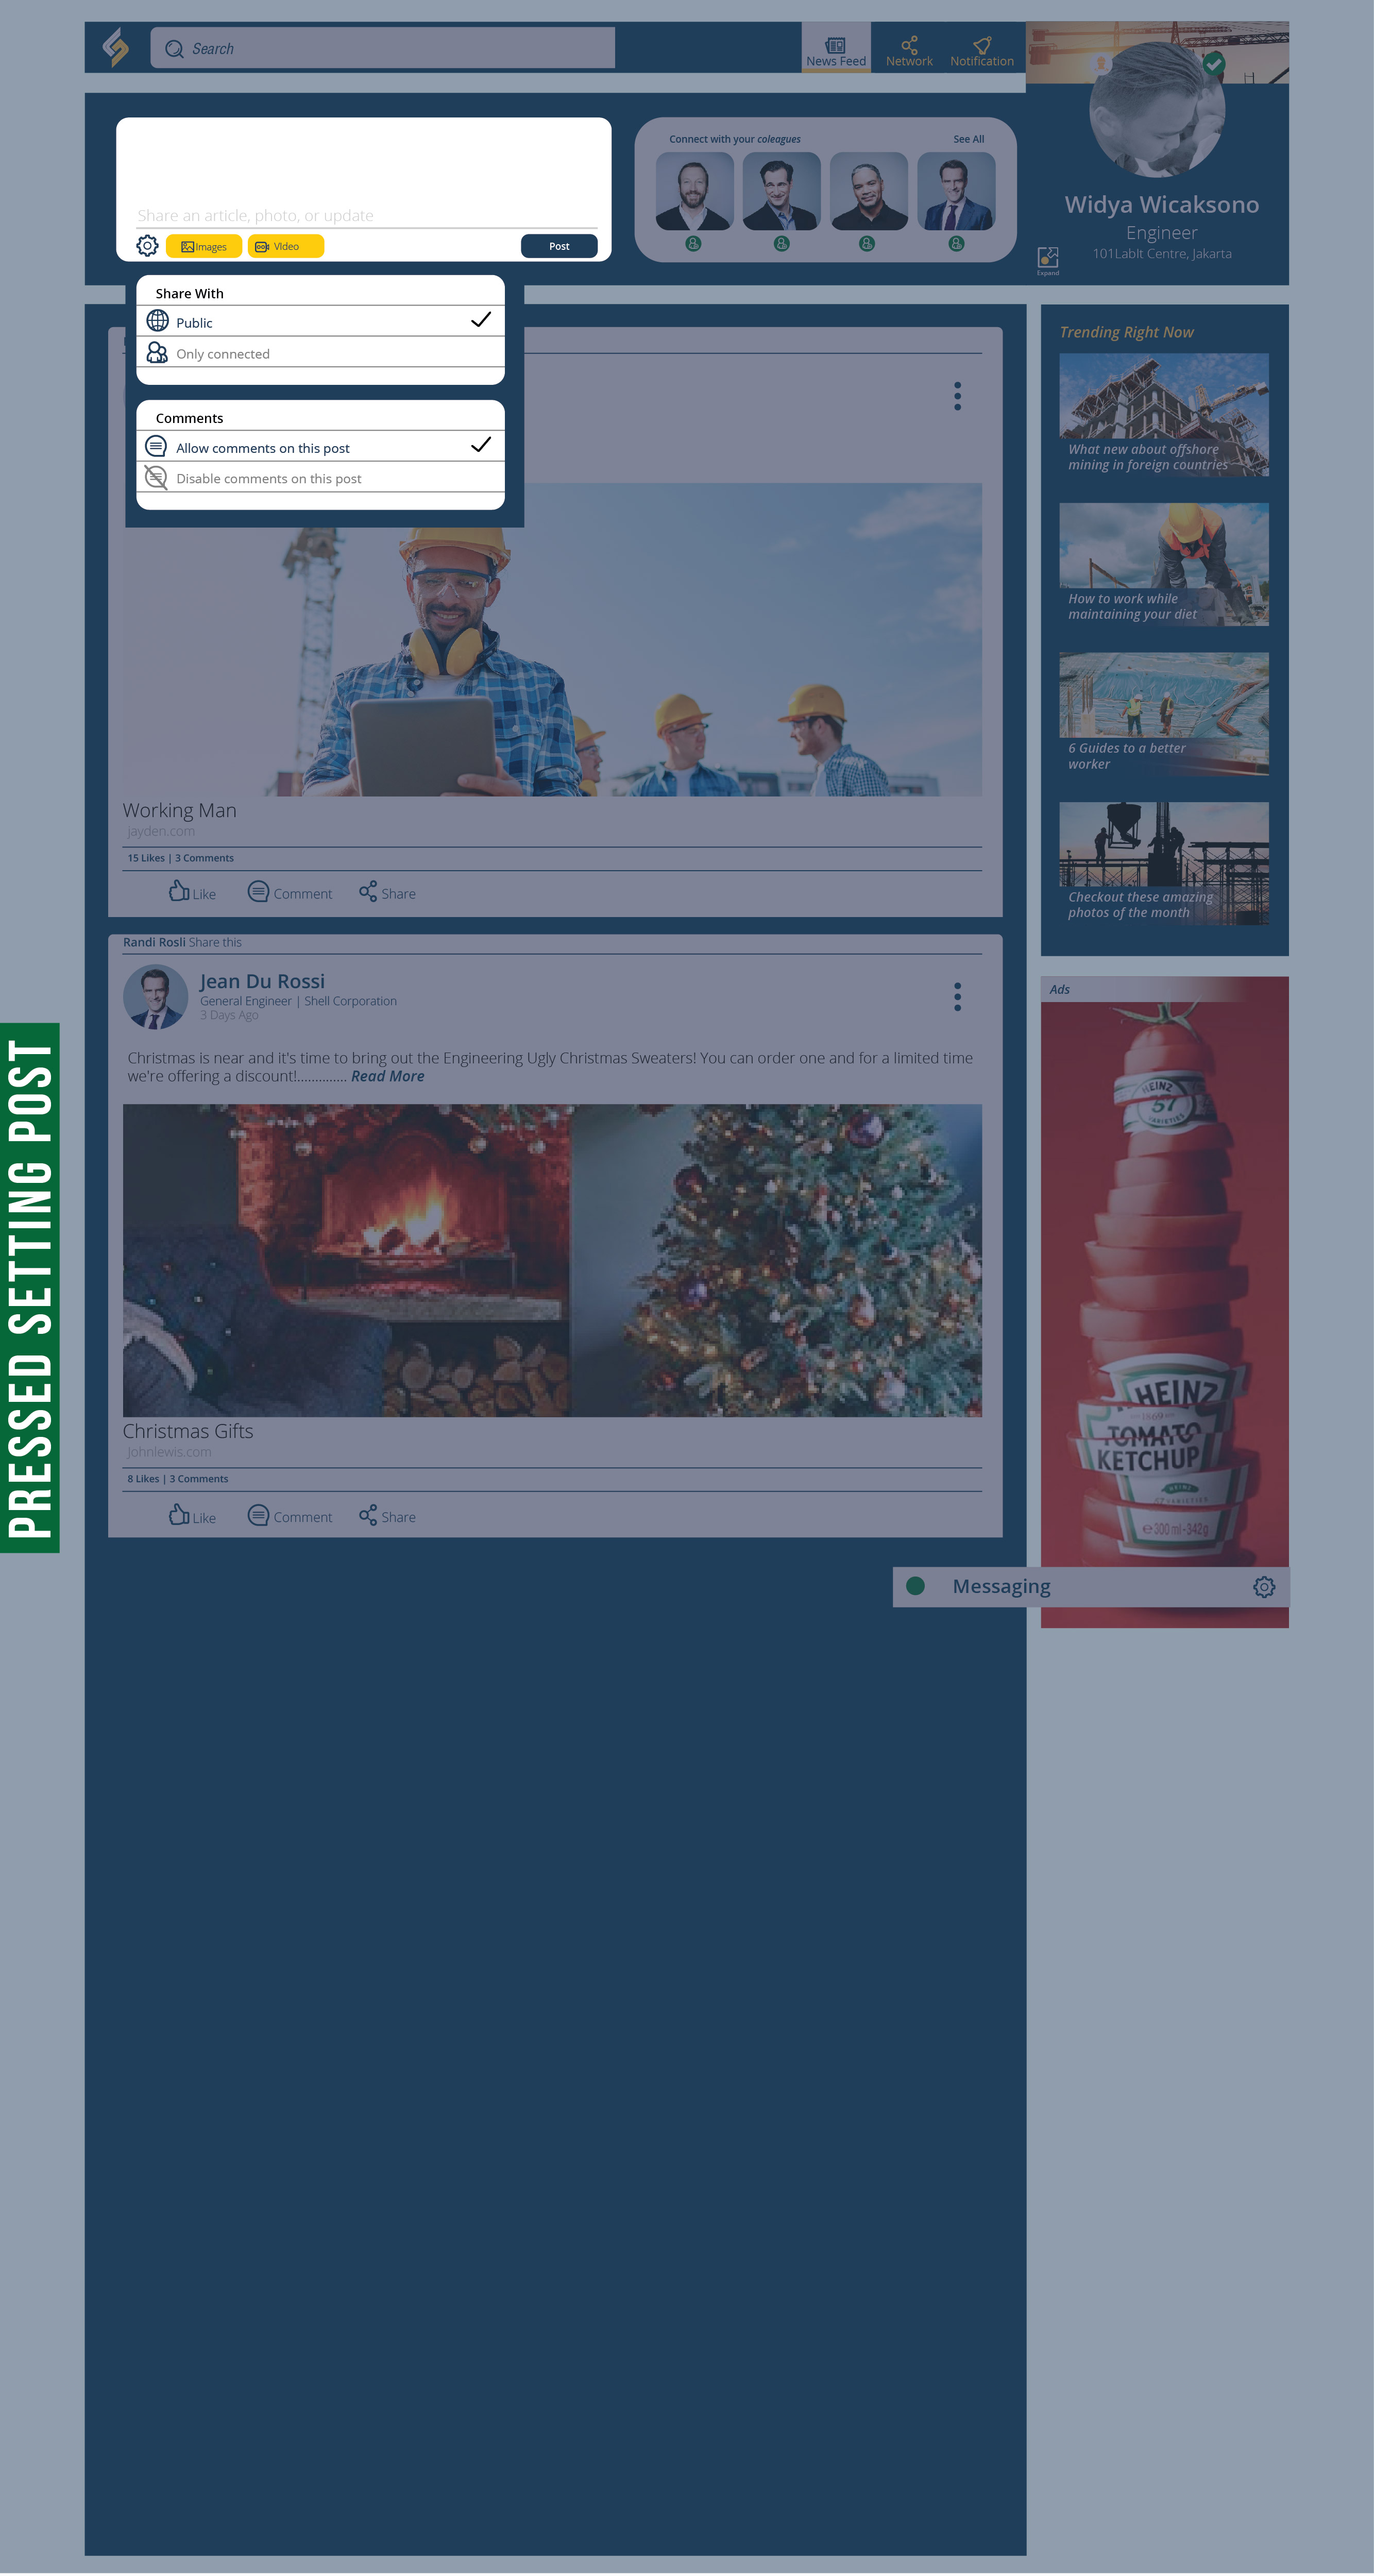 Search
News Feed
Network
Notification
Share an article, photo, or update
Images
VIdeo
Post
Connect with your coleagues
See All
Widya Wicaksono
Engineer
101LabIt Centre, Jakarta
Expend
Share With
Public
Only connected
Comments
Allow comments on this post
Disable comments on this post
Working Man
jayden.com
15 Likes | 3 Comments
Like
Comment
Share
Randi Rosli Share this
Jean Du Rossi
General Engineer | Shell Corporation
3 Days Ago
Christmas is near and it's time to bring out the Engineering Ugly Christmas Sweaters! You can order one and for a limited time
we're offering a discount!.............. Read More
Christmas Gifts
Johnlewis.com
8 Likes | 3 Comments
Like
Comment
Share
Trending Right Now
What new about offshore
mining in foreign countries
How to work while
maintaining your diet
6 Guides to a better
worker
Checkout these amazing
photos of the month
Ads
HEINZ
57
VARIETIES
HEINZ
1869
TOMATO
KETCHUP
HEINZ
57 VARIETIES
e 300 ml-342g
Messaging
PRESSED SETTING POST